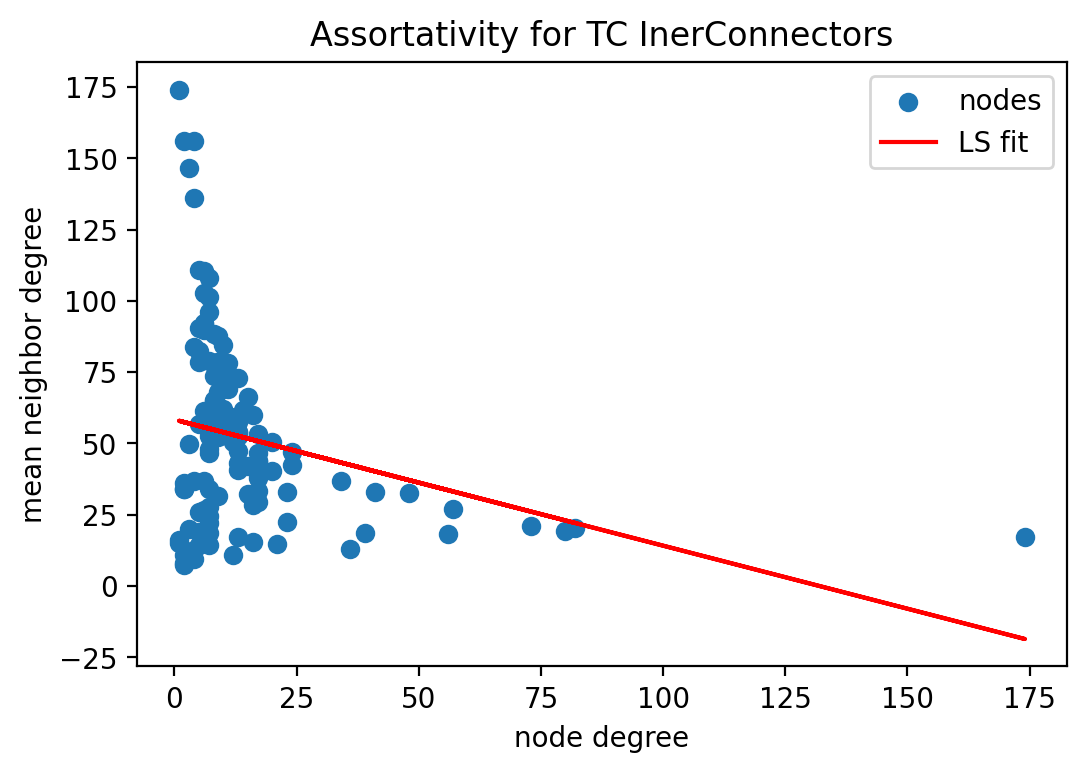 Assortativity for TC InerConnectors
nodes
LS fit
mean neighbor degree
175
150
125
100
75
50
25
0
−25
0 25 50 75 100 125 150 175
node degree